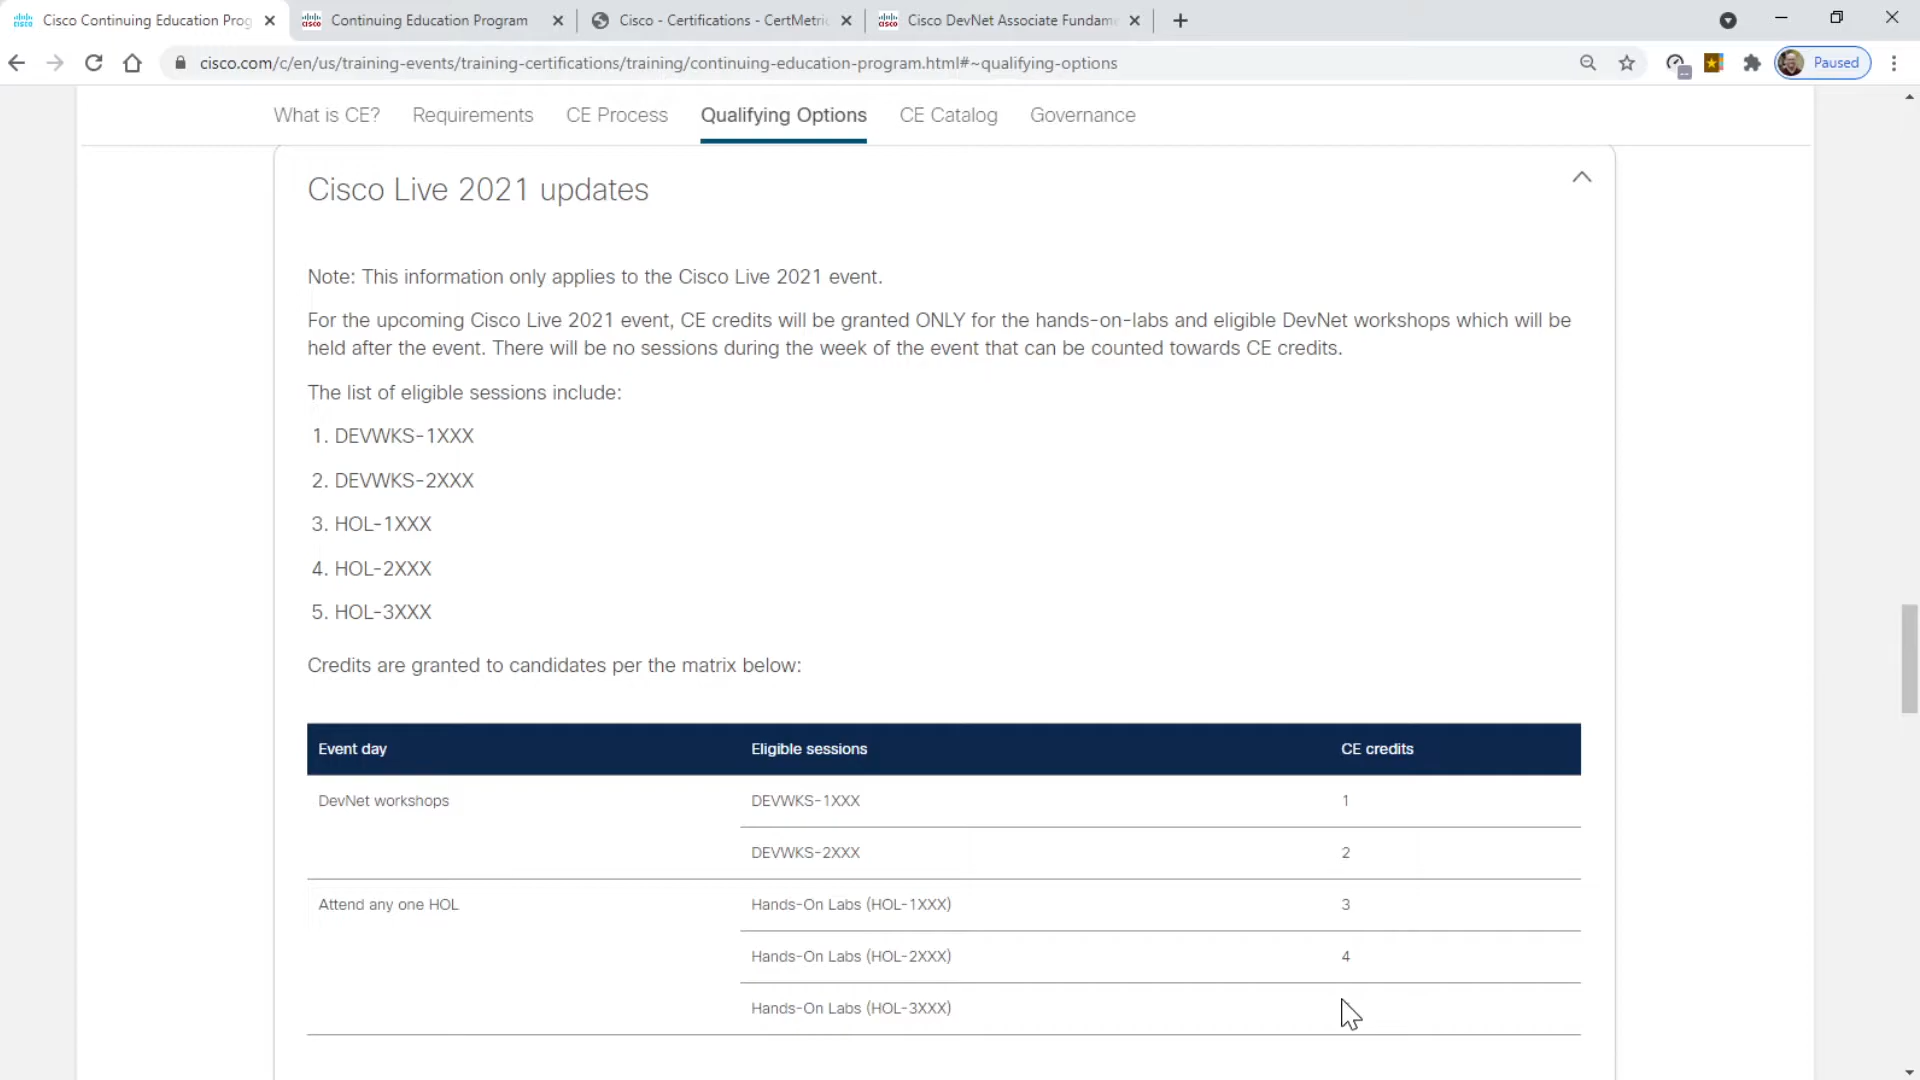 Cisco Continuing Education Prog
Continuing Education Program
Cisco - Certifications - CertMetric
Cisco DevNet Associate Fundam
cisco.com/c/en/us/training-events/training-certifications/training/continuing-education-program.html#~qualifying-options
Paused
What is CE?
Requirements
CE Process
Qualifying Options
CE Catalog
Governance
Cisco Live 2021 updates
Note: This information only applies to the Cisco Live 2021 event.
For the upcoming Cisco Live 2021 event, CE credits will be granted ONLY for the hands-on-labs and eligible DevNet workshops which will be
held after the event. There will be no sessions during the week of the event that can be counted towards CE credits.
The list of eligible sessions include:
1. DEVWKS-1XXX
2. DEVWKS-2XXX
3. HOL-1XXX
4. HOL-2XXX
5. HOL-3XXX
Credits are granted to candidates per the matrix below:
Event day Eligible sessions CE credits
DevNet workshops DEVWKS-1XXX 1
DEVWKS-2XXX 2
Attend any one HOL Hands-On Labs (HOL-1XXX) 3
Hands-On Labs (HOL-2XXX) 4
Hands-On Labs (HOL-3XXX)